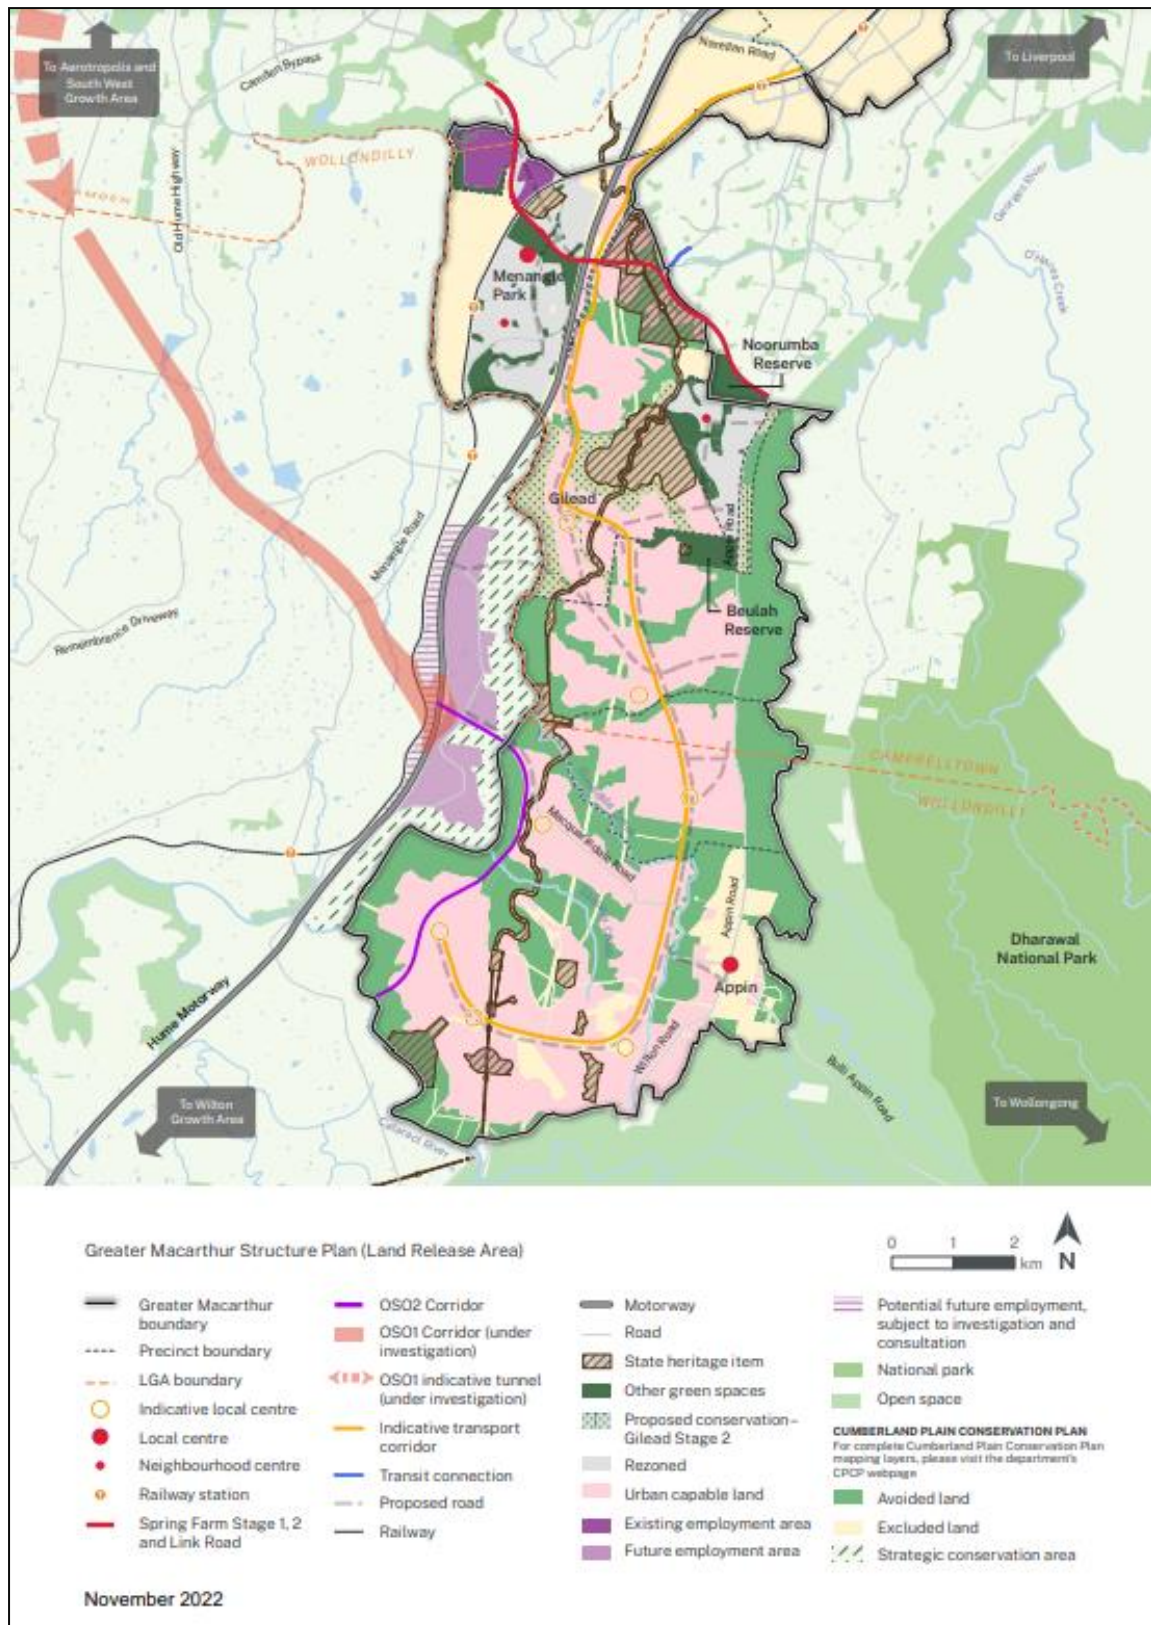 To Aerotropolis and
South West
Growth Area
Camden Bypass
Narellan Road
To Liverpool
WOLLONDILLY
CAMDEN
Old Hume Highway
Georges River
O'Hares Creek
Menangle
Park
Noorumba
Reserve
Gilead
Appin Road
Menangle Road
Beulah
Reserve
Remembrance Driveway
CAMPBELLTOWN
WOLLONDILLY
Macquariedale Road
Appin Road
Dharawal
National Park
Appin
Hume Motorway
Wilton Road
Bulli Appin Road
To Wilton
Growth Area
To Wollongong
Cataract River
Greater Macarthur Structure Plan (Land Release Area)
0 1 2
km N
Greater Macarthur
boundary
Precinct boundary
LGA boundary
Indicative local centre
Local centre
Neighbourhood centre
Railway station
Spring Farm Stage 1, 2
and Link Road
OSO2 Corridor
OSO1 Corridor (under
investigation)
OSO1 indicative tunnel
(under investigation)
Indicative transport
corridor
Transit connection
Proposed road
Railway
Motorway
Road
State heritage item
Other green spaces
Proposed conservation –
Gilead Stage 2
Rezoned
Urban capable land
Existing employment area
Future employment area
Potential future employment,
subject to investigation and
consultation
National park
Open space
CUMBERLAND PLAIN CONSERVATION PLAN
For complete Cumberland Plain Conservation Plan
mapping layers, please visit the department's
CPCP webpage
Avoided land
Excluded land
Strategic conservation area
November 2022